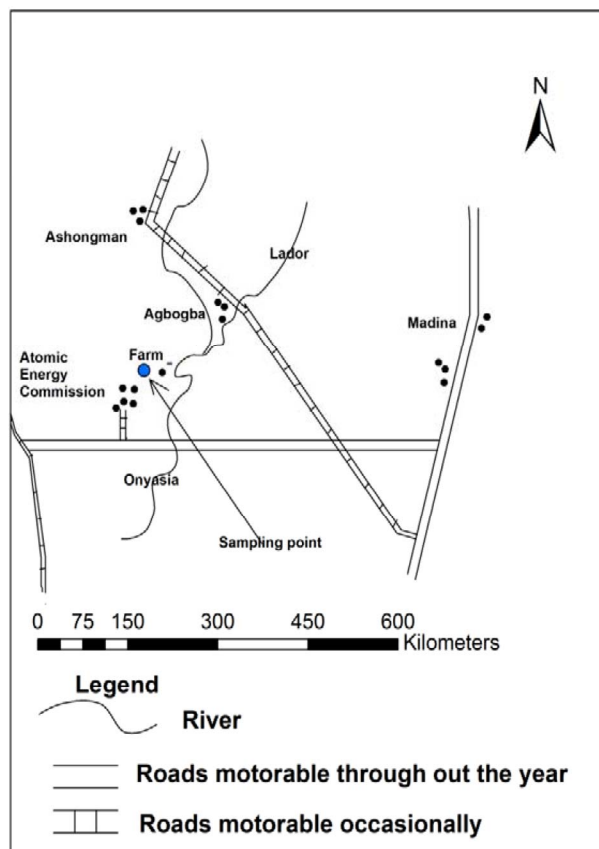 N
Ashongman
Lador
Agbogba
Madina
Farm
Atomic
Energy
Commission
Onyasia
Sampling point
0 75 150 300 450 600
Kilometers
Legend
River
Roads motorable through out the year
Roads motorable occasionally